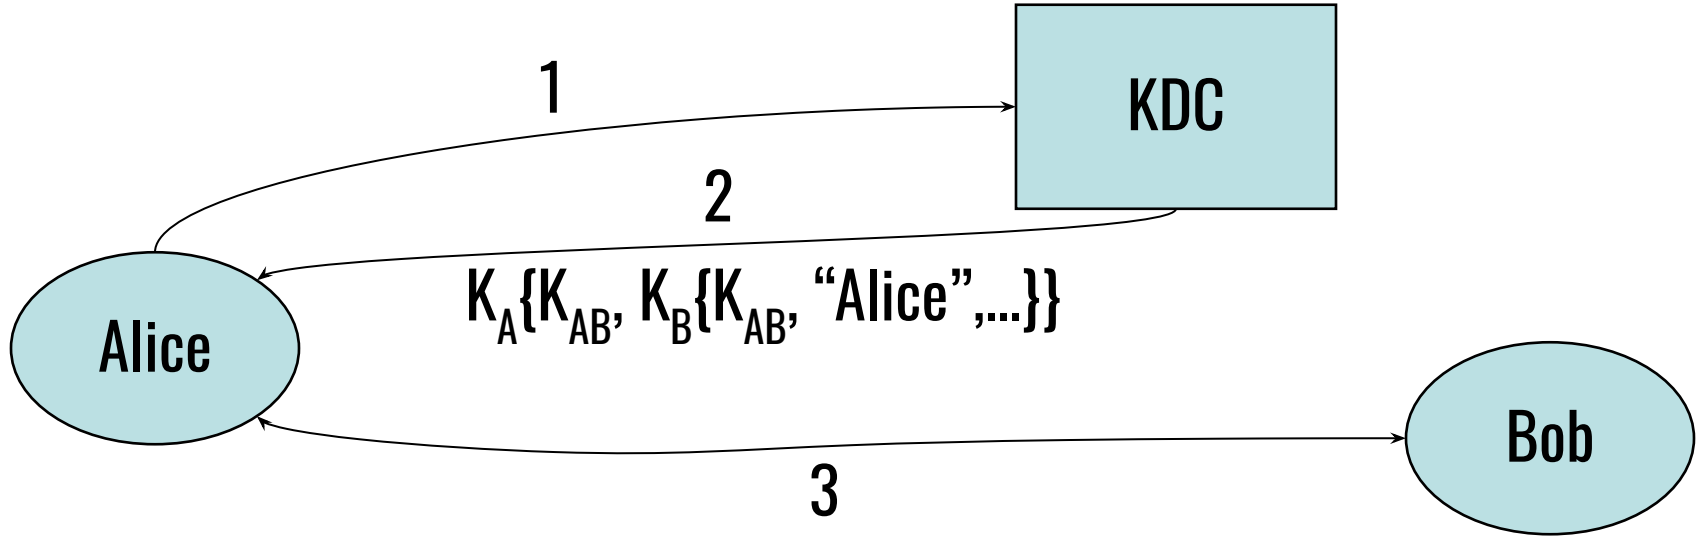 1
KDC
2
K_A{K_AB, K_B{K_AB, “Alice”,...}}
Alice
Bob
3